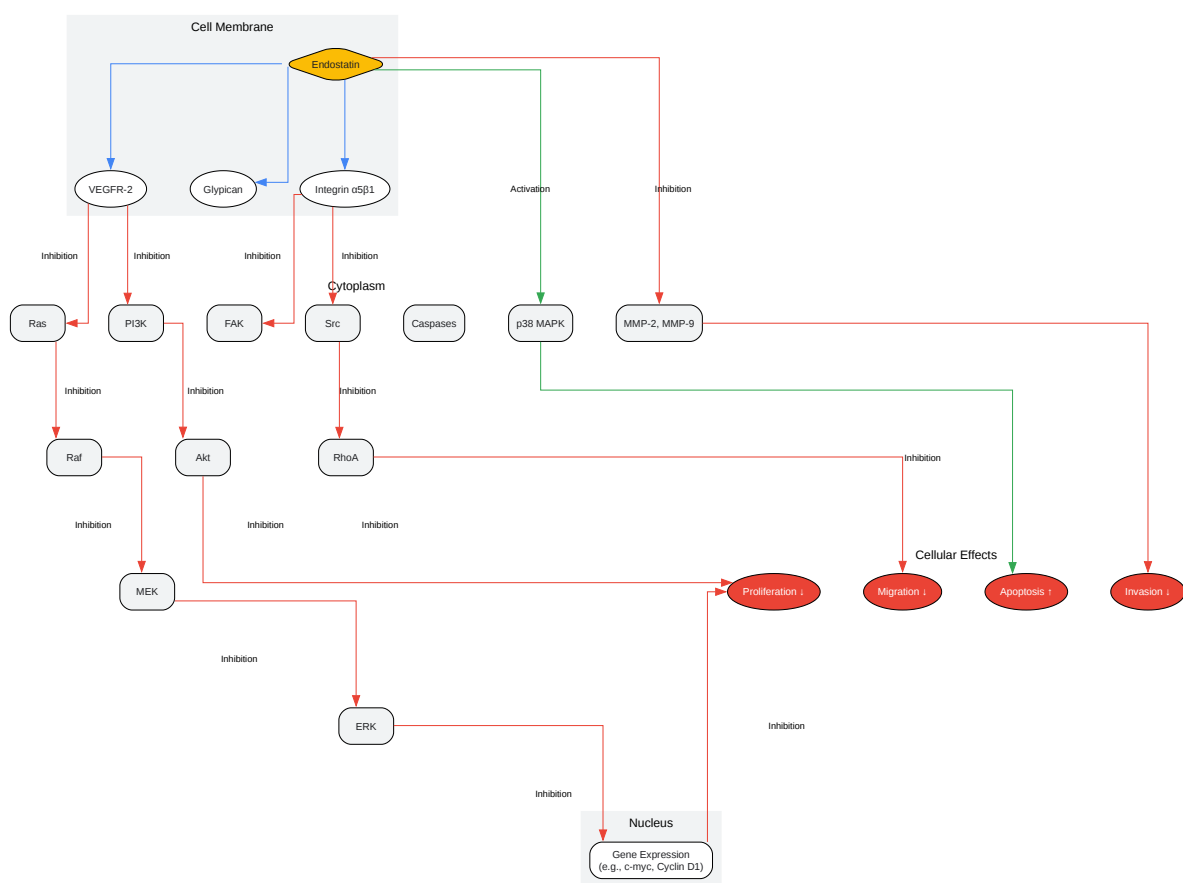 Cell Membrane
Endostatin
VEGFR-2
Glypican
Integrin α5β1
Activation
Inhibition
Inhibition
Inhibition
Inhibition
Inhibition
Cytoplasm
Ras
PI3K
FAK
Src
Caspases
p38 MAPK
MMP-2, MMP-9
Inhibition
Inhibition
Inhibition
Raf
Akt
RhoA
Inhibition
Inhibition
Inhibition
Inhibition
Cellular Effects
MEK
Proliferation ↓
Migration ↓
Apoptosis ↑
Invasion ↓
Inhibition
ERK
Inhibition
Inhibition
Nucleus
Gene Expression
(e.g., c-myc, Cyclin D1)